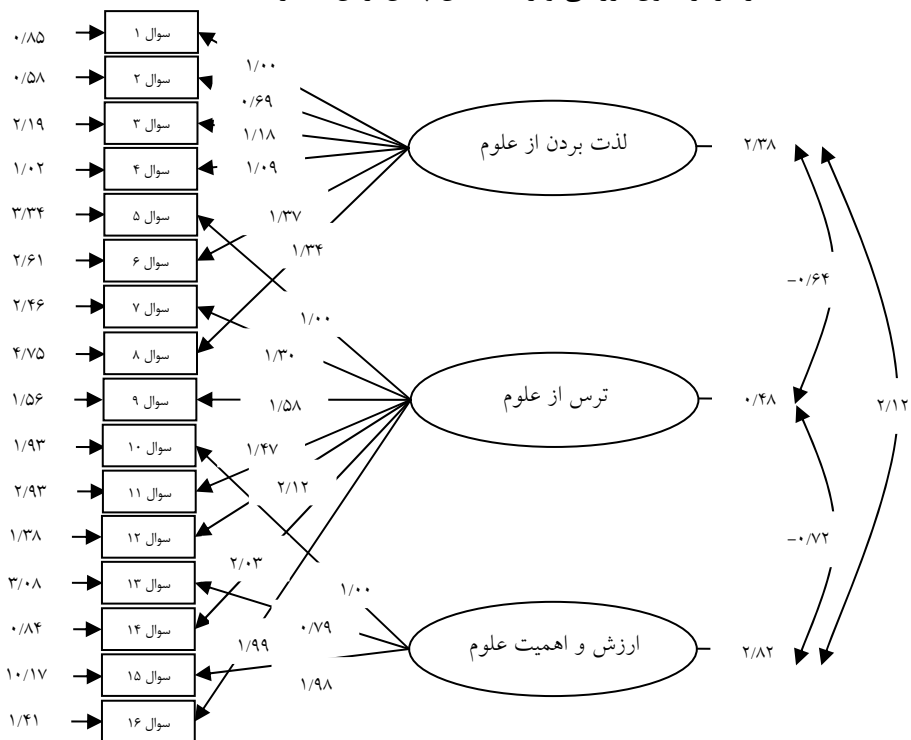 ۰/۸۵
سوال ۱
۰/۵۸
سوال ۲
۲/۱۹
سوال ۳
۱/۰۲
سوال ۴
۳/۳۴
سوال ۵
۲/۶۱
سوال ۶
۲/۴۶
سوال ۷
۴/۷۵
سوال ۸
۱/۵۶
سوال ۹
۱/۹۳
سوال ۱۰
۲/۹۳
سوال ۱۱
۱/۳۸
سوال ۱۲
۳/۰۸
سوال ۱۳
۰/۸۴
سوال ۱۴
۱۰/۱۷
سوال ۱۵
۱/۴۱
سوال ۱۶
۱/۰۰
۰/۶۹
۱/۱۸
۱/۰۹
۱/۳۷
۱/۳۴
۱/۰۰
۱/۳۰
۱/۵۸
۱/۴۷
۲/۱۲
۲/۰۳
۱/۹۹
۱/۰۰
۰/۷۹
۱/۹۸
لذت بردن از علوم
۲/۳۸
ترس از علوم
۰/۴۸
ارزش و اهمیت علوم
۲/۸۲
-۰/۶۴
۲/۱۲
-۰/۷۲